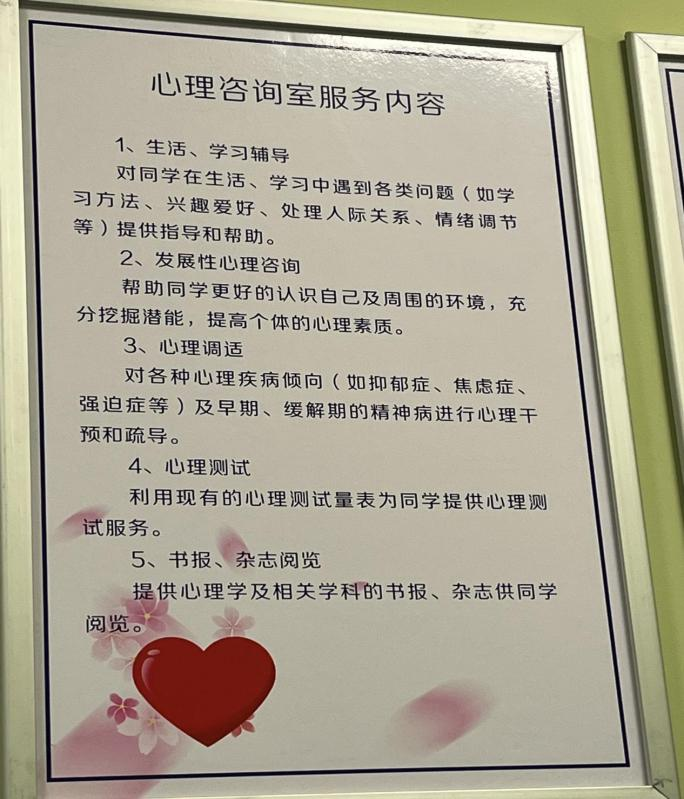 心理咨询室服务内容
1、生活、学习辅导
对同学在生活、学习中遇到各类问题（如学
习方法、兴趣爱好、处理人际关系、情绪调节
等）提供指导和帮助。
2、发展性心理咨询
帮助同学更好的认识自己及周围的环境，充
分挖掘潜能，提高个体的心理素质。
3、心理调适
对各种心理疾病倾向（如抑郁症、焦虑症、
强迫症等）及早期、缓解期的精神病进行心理干
预和疏导。
4、心理测试
利用现有的心理测试量表为同学提供心理测
试服务。
5、书报、杂志阅览
提供心理学及相关学科的书报、杂志供同学
阅览。